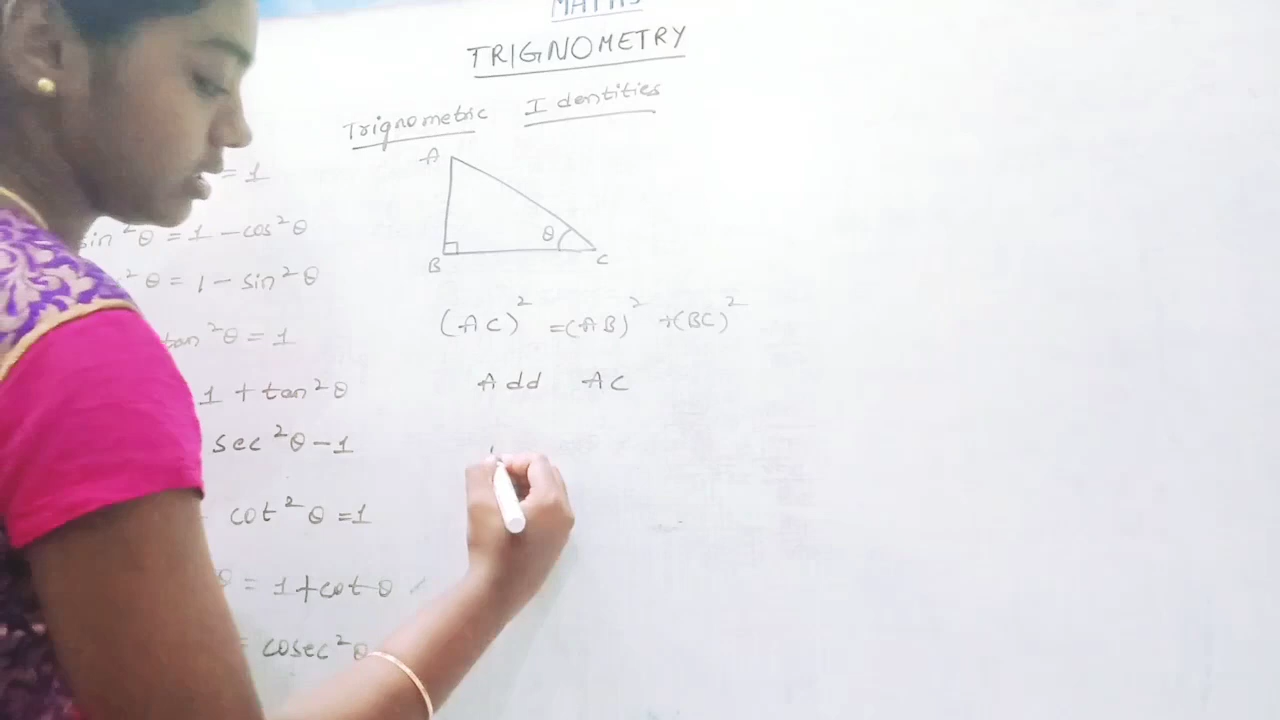 MATHS
TRIGNOMETRY
Trignometric Identities
A
θ
B
C
(AC)² =(AB)² +(BC)²
Add AC
= 1
sin²θ = 1 - cos²θ
²θ = 1 - sin²θ
tan²θ = 1
1 + tan²θ
sec²θ - 1
cot²θ = 1
θ = 1 + cot θ
= cosec²θ